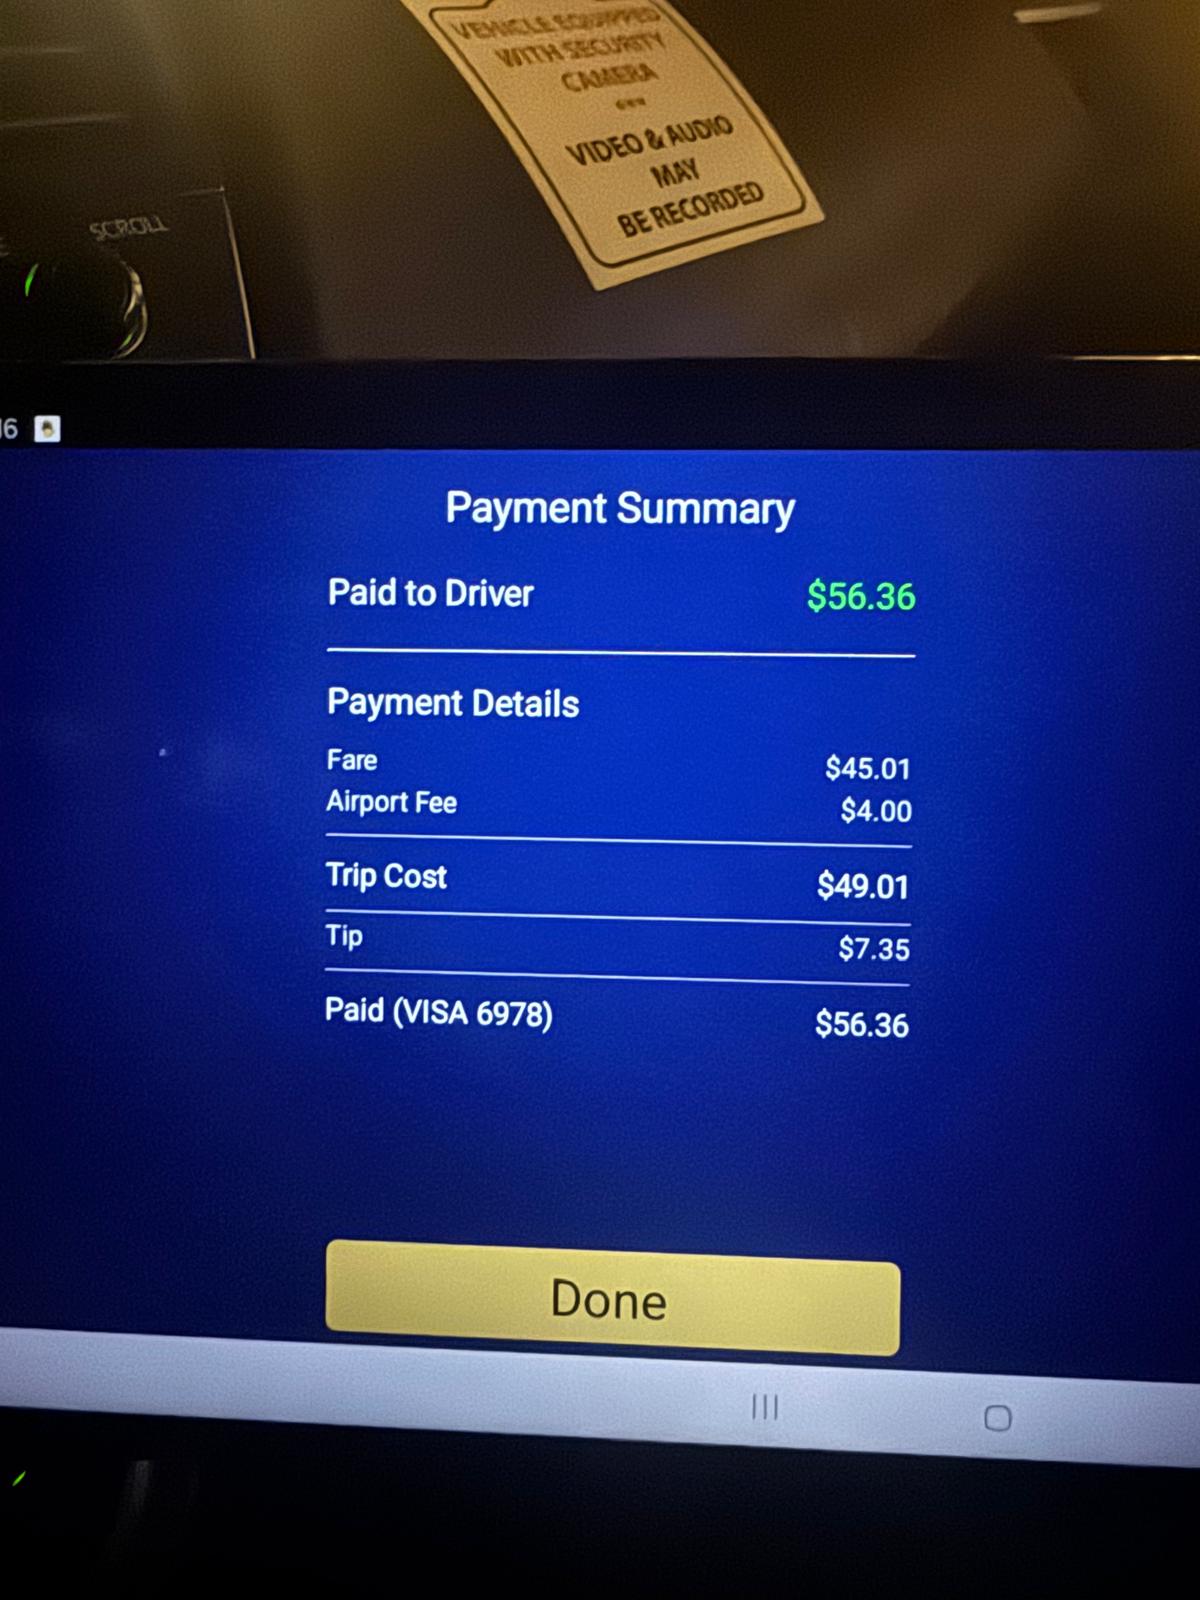 VEHICLE EQUIPPED
WITH SECURITY
CAMERA
***
VIDEO & AUDIO
MAY
BE RECORDED
SCROLL
Payment Summary
Paid to Driver $56.36
Payment Details
Fare $45.01
Airport Fee $4.00
Trip Cost $49.01
Tip $7.35
Paid (VISA 6978) $56.36
Done